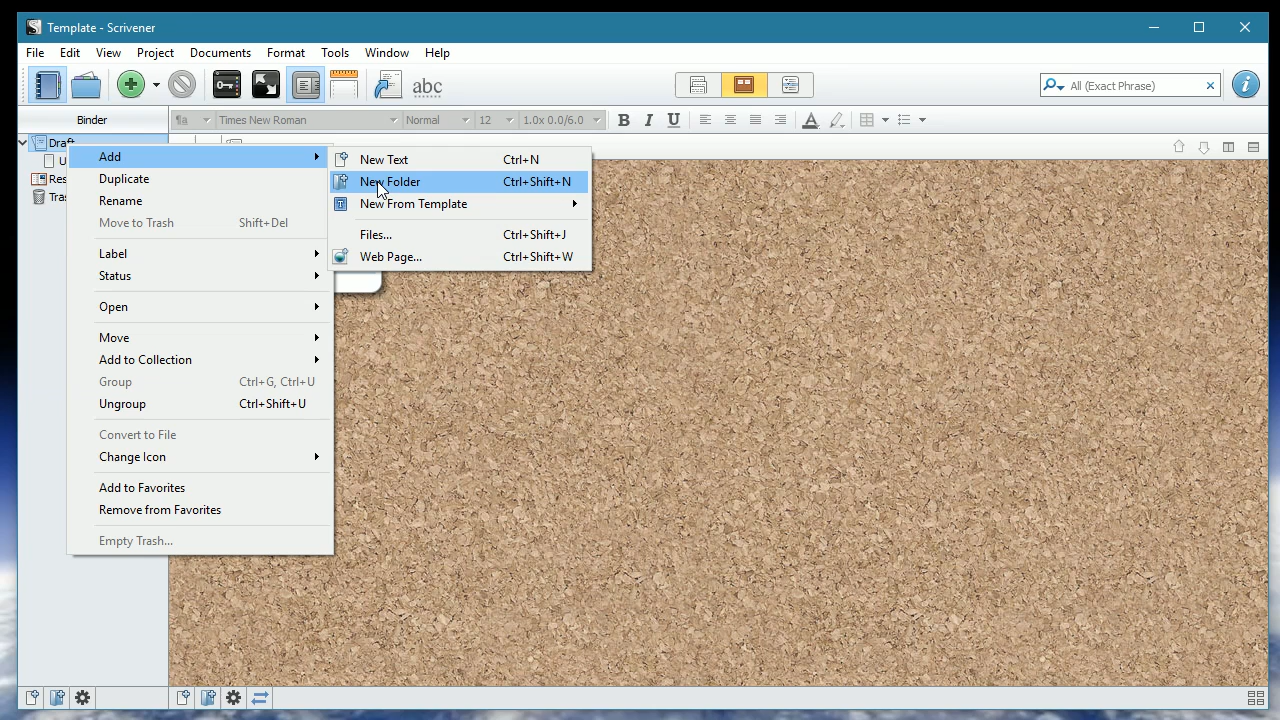 Template - Scrivener
File Edit View Project Documents Format Tools Window Help
abc
All (Exact Phrase)
Binder
Times New Roman Normal 12 1.0x 0.0/6.0 B I U A
Draft
Add
Duplicate
Rename
Move to Trash Shift+Del
Label
Status
Open
Move
Add to Collection
Group Ctrl+G, Ctrl+U
Ungroup Ctrl+Shift+U
Convert to File
Change Icon
Add to Favorites
Remove from Favorites
Empty Trash...
New Text Ctrl+N
New Folder Ctrl+Shift+N
New From Template
Files... Ctrl+Shift+J
Web Page... Ctrl+Shift+W
U
Res
Tras